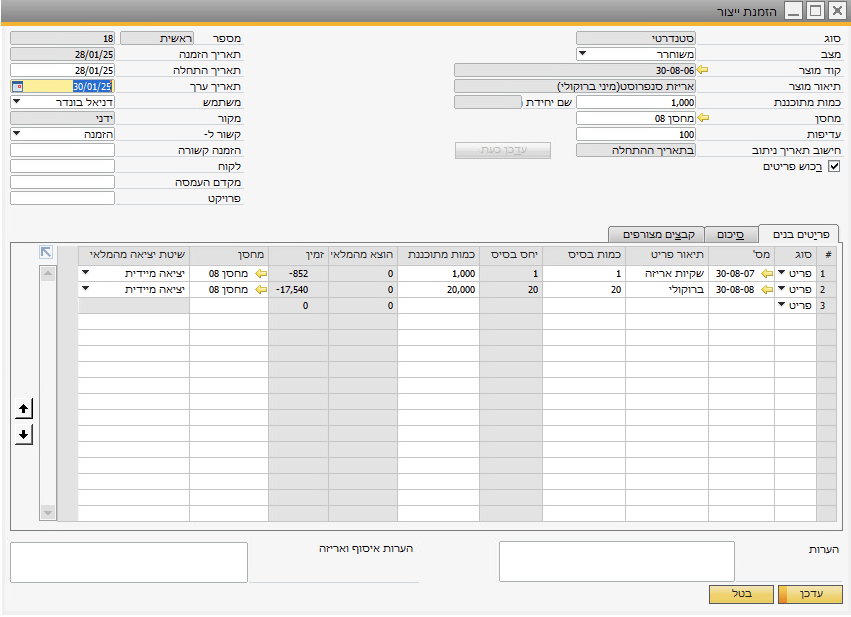 הזמנת ייצור
סוג סטנדרטי
מצב משוחרר
קוד מוצר 30-08-06
תיאור מוצר אריזת סנפרוסט(מיני ברוקולי)
כמות מתוכננת 1,000 שם יחידת
מחסן מחסן 08
עדיפות 100
חישוב תאריך ניתוב בתאריך ההתחלה עדכן כעת
רכוש פריטים
מספר ראשית 18
תאריך הזמנה 28/01/25
תאריך התחלה 28/01/25
תאריך ערך 30/01/25
משתמש דניאל בונדר
מקור ידני
קשור ל- הזמנה
הזמנה קשורה
לקוח
מקדם העמסה
פרויקט
פריטים בנים סיכום קבצים מצורפים
# סוג מס' תיאור פריט כמות בסיס יחס בסיס כמות מתוכננת הוצא מהמלאי זמין מחסן שיטת יציאה מהמלאי
1 פריט 30-08-07 שקיות אריזה 1 1 1,000 0 -852 מחסן 08 יציאה מיידית
2 פריט 30-08-08 ברוקולי 20 20 20,000 0 -17,540 מחסן 08 יציאה מיידית
3 פריט 0 0
הערות
הערות איסוף ואריזה
עדכן בטל